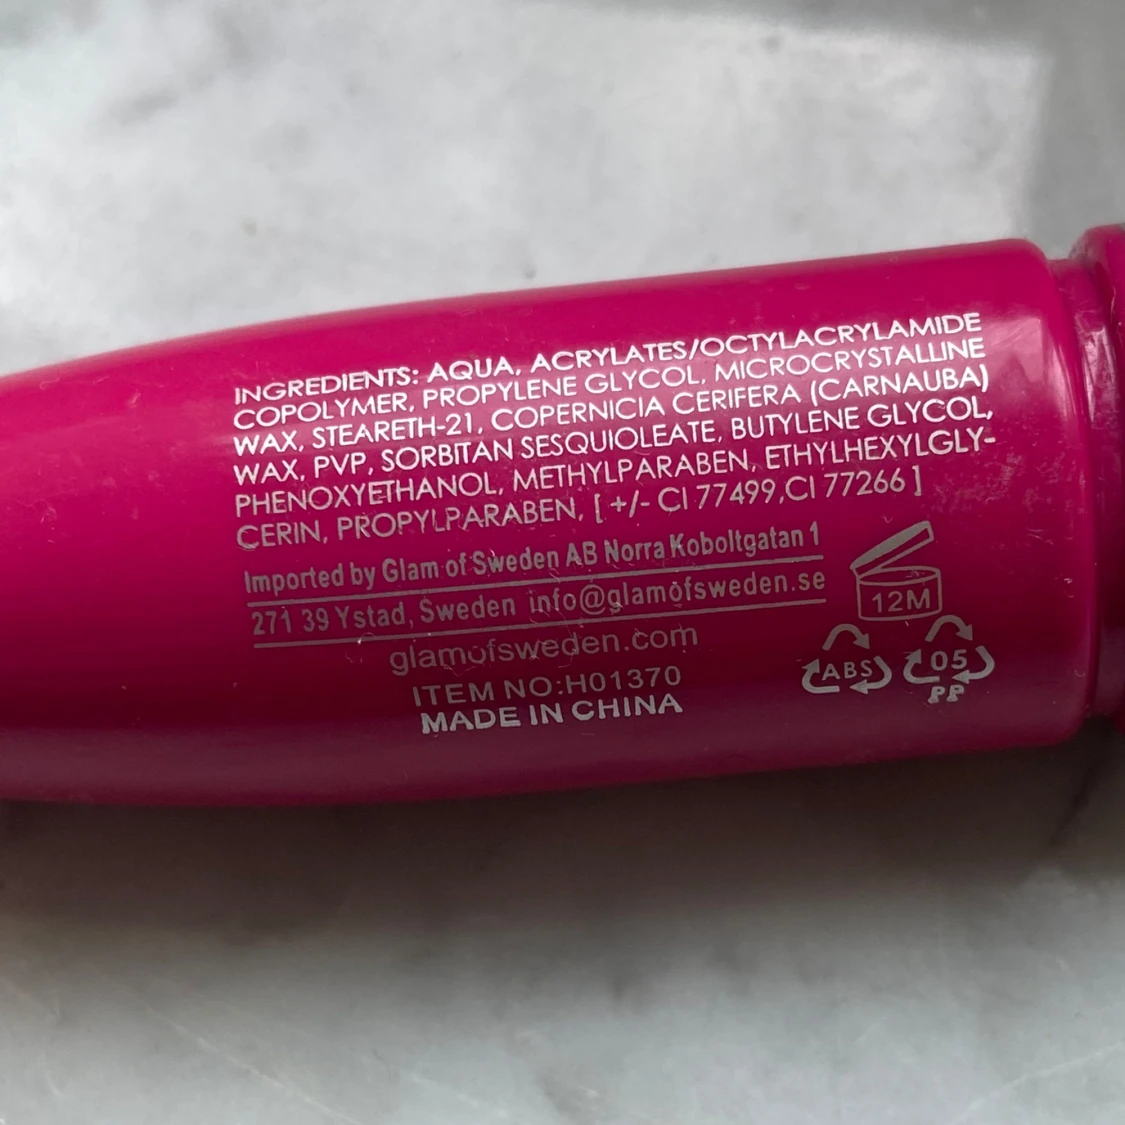 INGREDIENTS: AQUA, ACRYLATES/OCTYLACRYLAMIDE
COPOLYMER, PROPYLENE GLYCOL, MICROCRYSTALLINE
WAX, STEARETH-21, COPERNICIA CERIFERA (CARNAUBA)
WAX, PVP, SORBITAN SESQUIOLEATE, BUTYLENE GLYCOL,
PHENOXYETHANOL, METHYLPARABEN, ETHYLHEXYLGLY-
CERIN, PROPYLPARABEN, [ +/- CI 77499,CI 77266 ]
Imported by Glam of Sweden AB Norra Koboltgatan 1
271 39 Ystad, Sweden info@glamofsweden.se
glamofsweden.com
ITEM NO:H01370
MADE IN CHINA
12M
ABS
05
PP